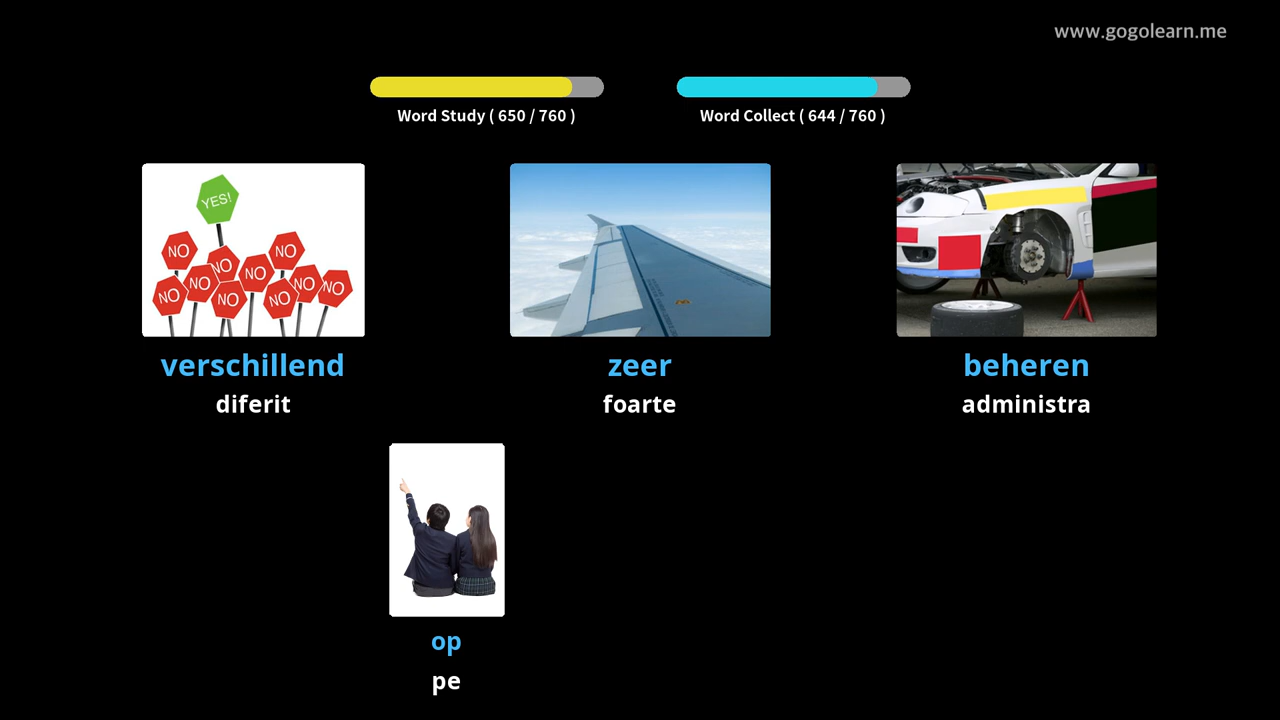 www.gogolearn.me
Word Study ( 650 / 760 )
Word Collect ( 644 / 760 )
YES!
NO
NO
NO
NO
NO
NO
NO
NO
NO
NO
verschillend
diferit
zeer
foarte
beheren
administra
op
pe